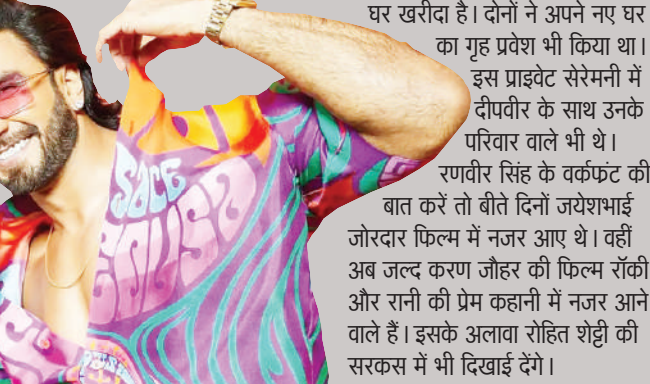 घर खरीदा है। दोनों ने अपने नए घर
का गृह प्रवेश भी किया था।
इस प्राइवेट सेरेमनी में
दीपवीर के साथ उनके
परिवार वाले भी थे।
रणवीर सिंह के वर्कफ्रंट की
बात करें तो बीते दिनों जयेशभाई
जोरदार फिल्म में नजर आए थे। वहीं
अब जल्द करण जौहर की फिल्म रॉकी
और रानी की प्रेम कहानी में नजर आने
वाले हैं। इसके अलावा रोहित शेट्टी की
सरकस में भी दिखाई देंगे।